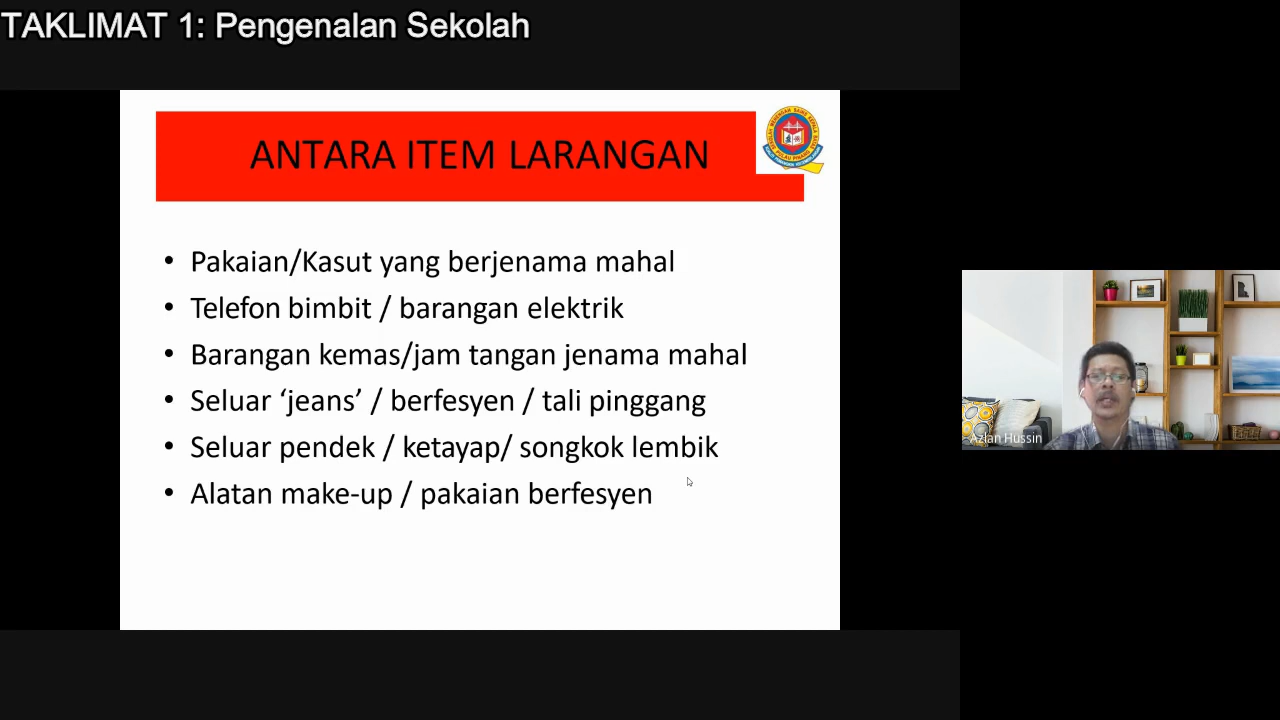 TAKLIMAT 1: Pengenalan Sekolah
ANTARA ITEM LARANGAN
• Pakaian/Kasut yang berjenama mahal
• Telefon bimbit / barangan elektrik
• Barangan kemas/jam tangan jenama mahal
• Seluar ‘jeans’ / berfesyen / tali pinggang
• Seluar pendek / ketayap/ songkok lembik
• Alatan make-up / pakaian berfesyen
Azlan Hussin